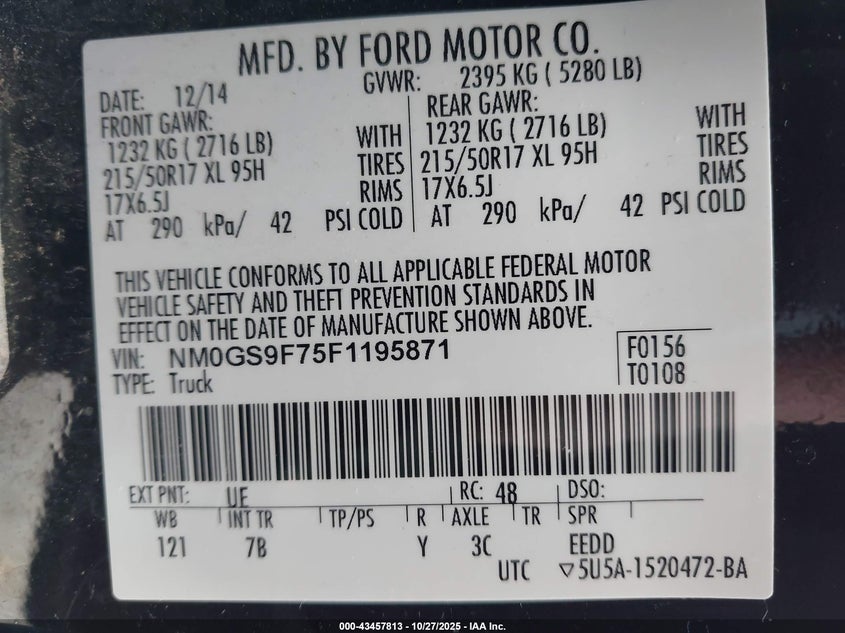 MFD. BY FORD MOTOR CO.
DATE: 12/14 GVWR: 2395 KG ( 5280 LB)
FRONT GAWR: REAR GAWR:
1232 KG ( 2716 LB) WITH 1232 KG ( 2716 LB) WITH
215/50R17 XL 95H TIRES 215/50R17 XL 95H TIRES
17X6.5J RIMS 17X6.5J RIMS
AT 290 kPa/ 42 PSI COLD AT 290 kPa/ 42 PSI COLD
THIS VEHICLE CONFORMS TO ALL APPLICABLE FEDERAL MOTOR
VEHICLE SAFETY AND THEFT PREVENTION STANDARDS IN
EFFECT ON THE DATE OF MANUFACTURE SHOWN ABOVE.
VIN: NM0GS9F75F1195871 F0156
TYPE: Truck T0108
EXT PNT: UE RC: 48 DSO:
WB INT TR TP/PS R AXLE TR SPR
121 7B Y 3C EEDD
UTC ▽5U5A-1520472-BA
000-43457813 | 10/27/2025 | IAA Inc.